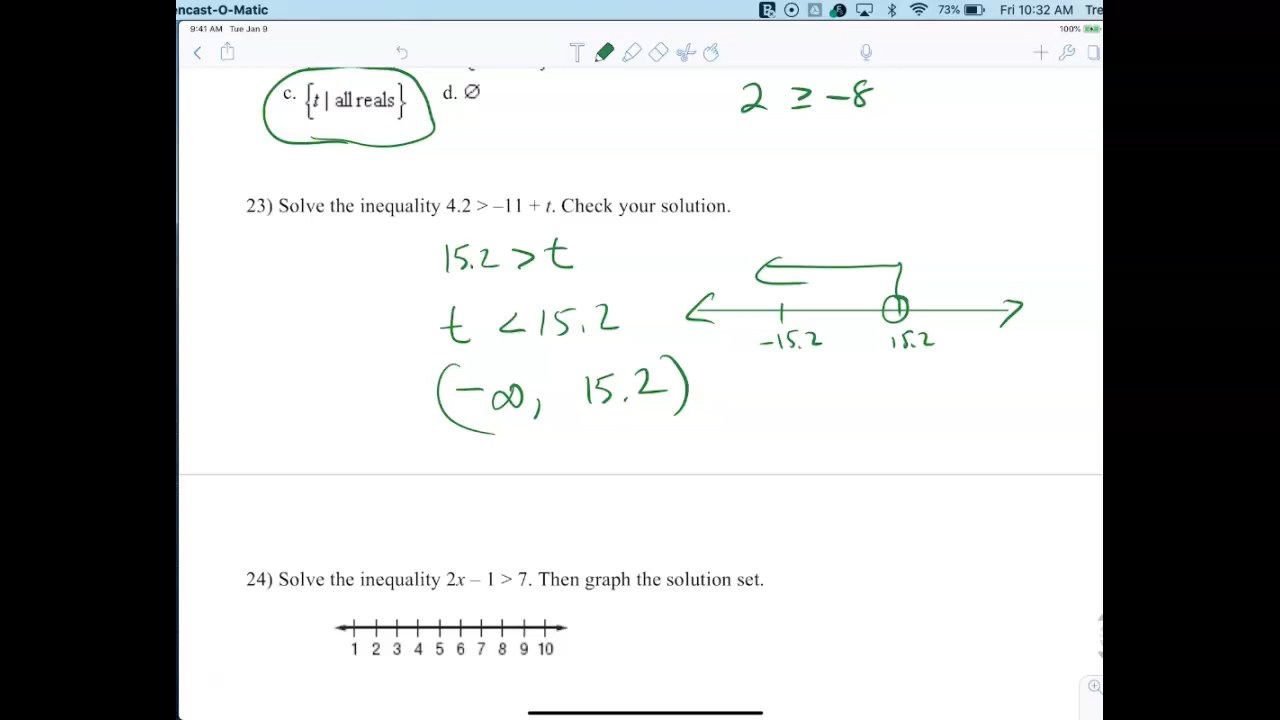 encast-O-Matic 73% Fri 10:32 AM Tre
9:41 AM Tue Jan 9 100%
T
c. {t | all reals} d. ∅
2 ≥ -8
23) Solve the inequality 4.2 > –11 + t. Check your solution.
15.2 > t
t < 15.2
-15.2 15.2
(-∞, 15.2)
24) Solve the inequality 2x – 1 > 7. Then graph the solution set.
1 2 3 4 5 6 7 8 9 10